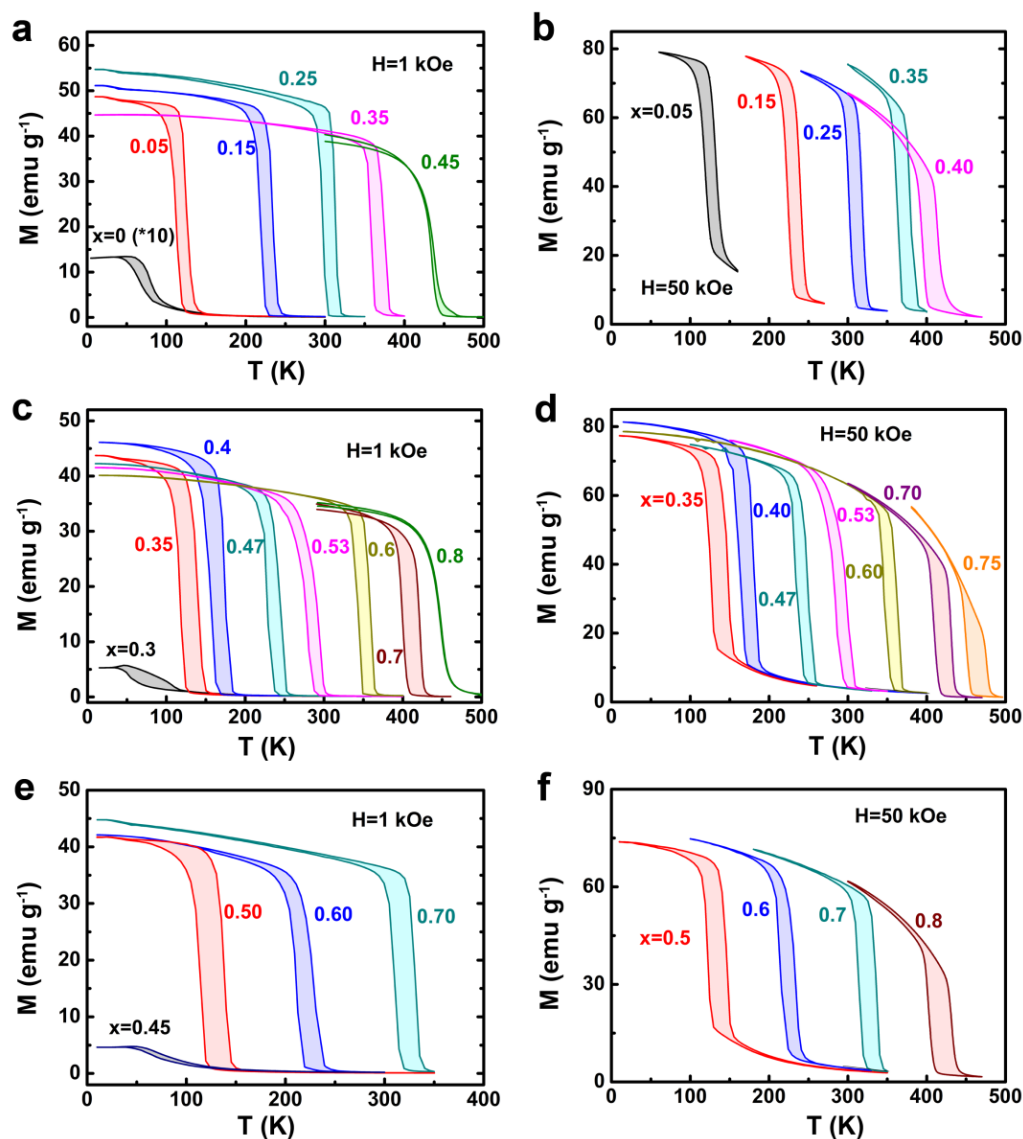 a
60
50
40
30
20
10
0
M (emu g⁻¹)
H=1 kOe
0.25
0.35
0.05
0.15
0.45
x=0 (*10)
0 100 200 300 400 500
T (K)
b
80
60
40
20
0
M (emu g⁻¹)
0.35
x=0.05
0.15
0.25
0.40
H=50 kOe
0 100 200 300 400 500
T (K)
c
50
40
30
20
10
0
M (emu g⁻¹)
0.4
H=1 kOe
0.35
0.47
0.53
0.6
0.8
0.7
x=0.3
0 100 200 300 400 500
T (K)
d
80
60
40
20
0
M (emu g⁻¹)
H=50 kOe
x=0.35
0.70
0.40
0.53
0.75
0.60
0.47
0 100 200 300 400 500
T (K)
e
50
40
30
20
10
0
M (emu g⁻¹)
H=1 kOe
0.50
0.60
0.70
x=0.45
0 100 200 300 400
T (K)
f
90
60
30
0
M (emu g⁻¹)
H=50 kOe
x=0.5
0.6
0.7
0.8
0 100 200 300 400 500
T (K)